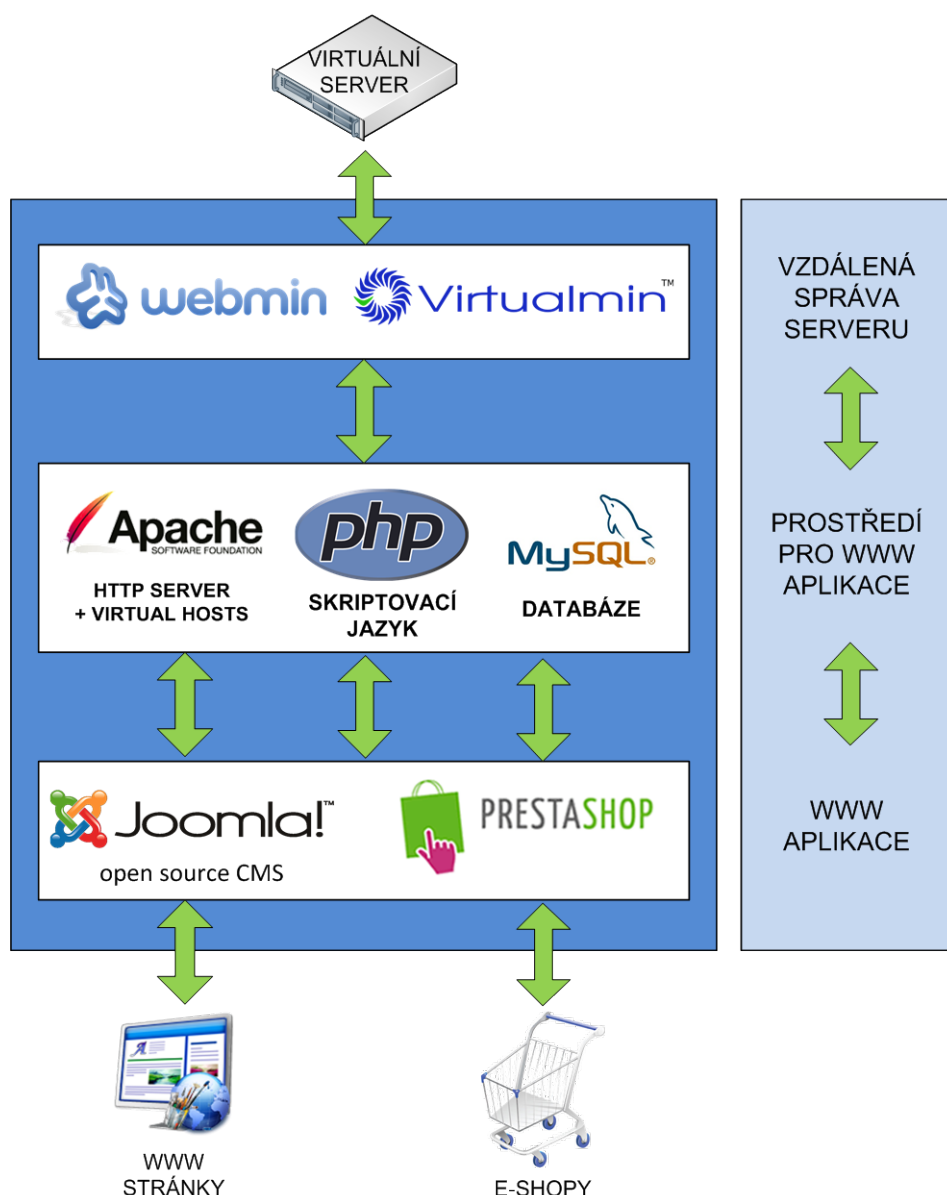 VIRTUÁLNÍ
SERVER
webmin
Virtualmin™
VZDÁLENÁ
SPRÁVA
SERVERU
Apache
SOFTWARE FOUNDATION
HTTP SERVER
+ VIRTUAL HOSTS
php
SKRIPTOVACÍ
JAZYK
MySQL®
DATABÁZE
PROSTŘEDÍ
PRO WWW
APLIKACE
Joomla!™
open source CMS
PRESTASHOP
WWW
APLIKACE
WWW
STRÁNKY
E-SHOPY